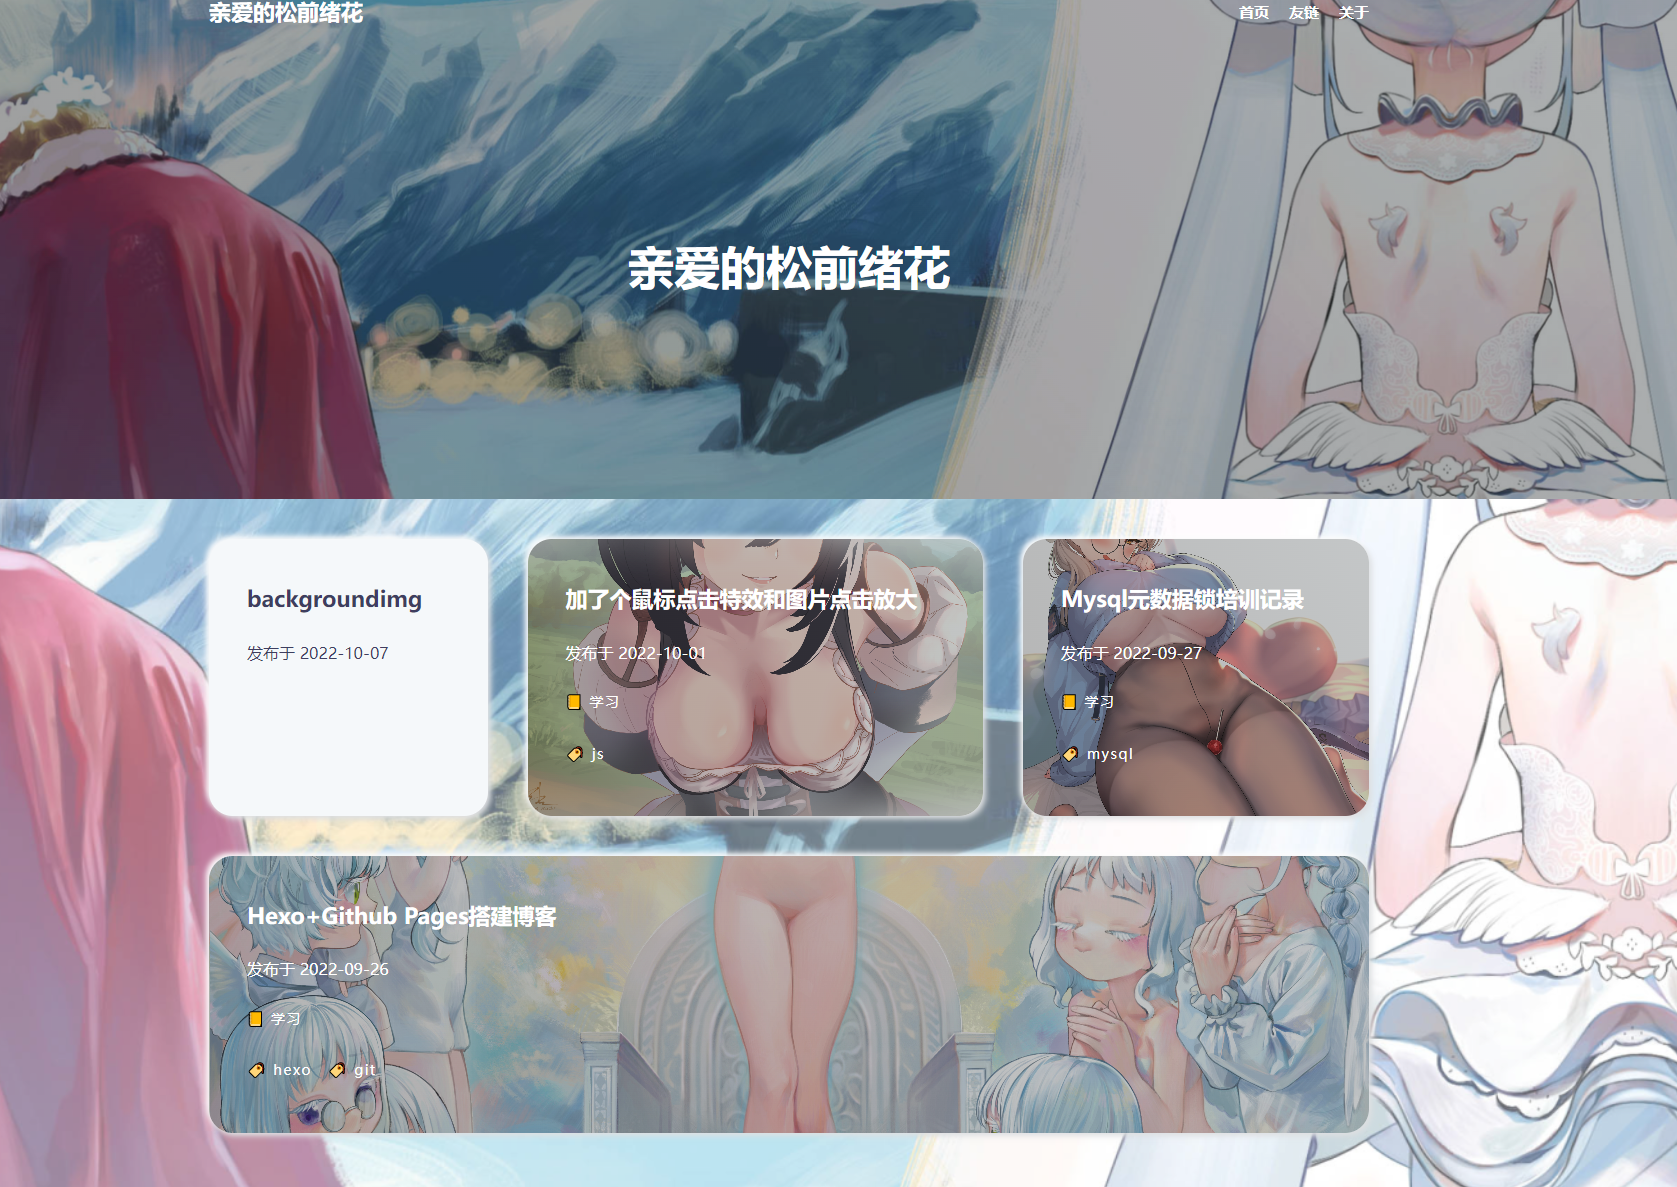 亲爱的松前绪花
首页 友链 关于
亲爱的松前绪花
backgroundimg
发布于 2022-10-07
加了个鼠标点击特效和图片点击放大
发布于 2022-10-01
学习
js
Mysql元数据锁培训记录
发布于 2022-09-27
学习
mysql
Hexo+Github Pages搭建博客
发布于 2022-09-26
学习
hexo git